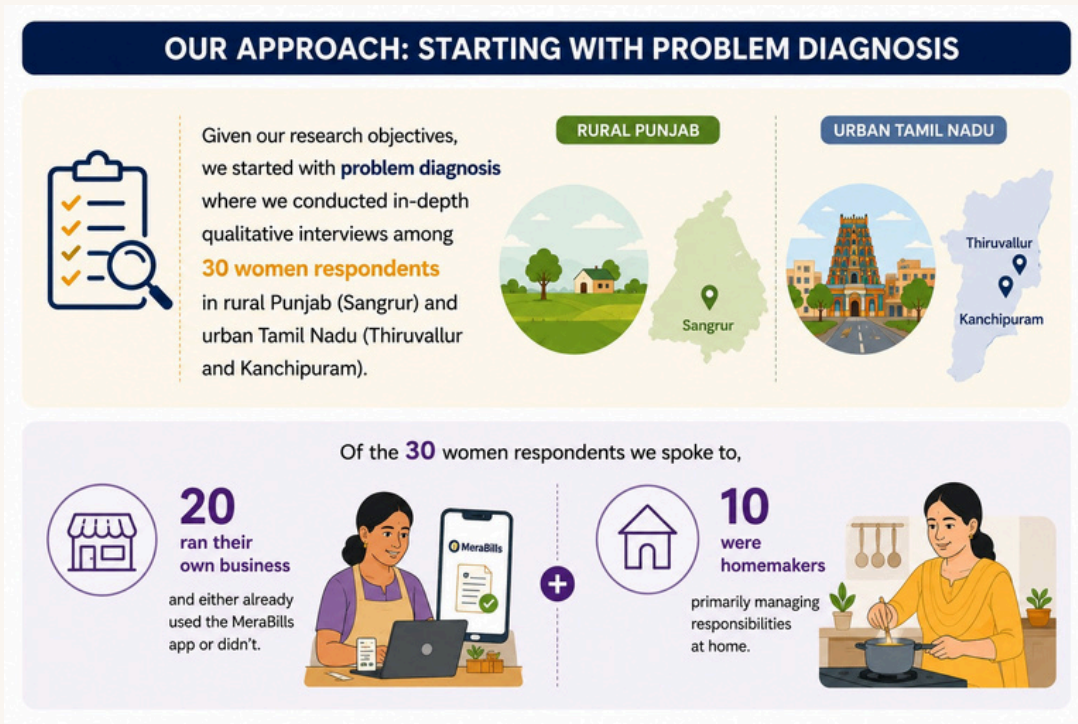 OUR APPROACH: STARTING WITH PROBLEM DIAGNOSIS
Given our research objectives,
we started with problem diagnosis
where we conducted in-depth
qualitative interviews among
30 women respondents
in rural Punjab (Sangrur) and
urban Tamil Nadu (Thiruvallur
and Kanchipuram).
RURAL PUNJAB
Sangrur
URBAN TAMIL NADU
Thiruvallur
Kanchipuram
Of the 30 women respondents we spoke to,
20
ran their
own business
and either already
used the MeraBills
app or didn't.
MeraBills
10
were
homemakers
primarily managing
responsibilities
at home.